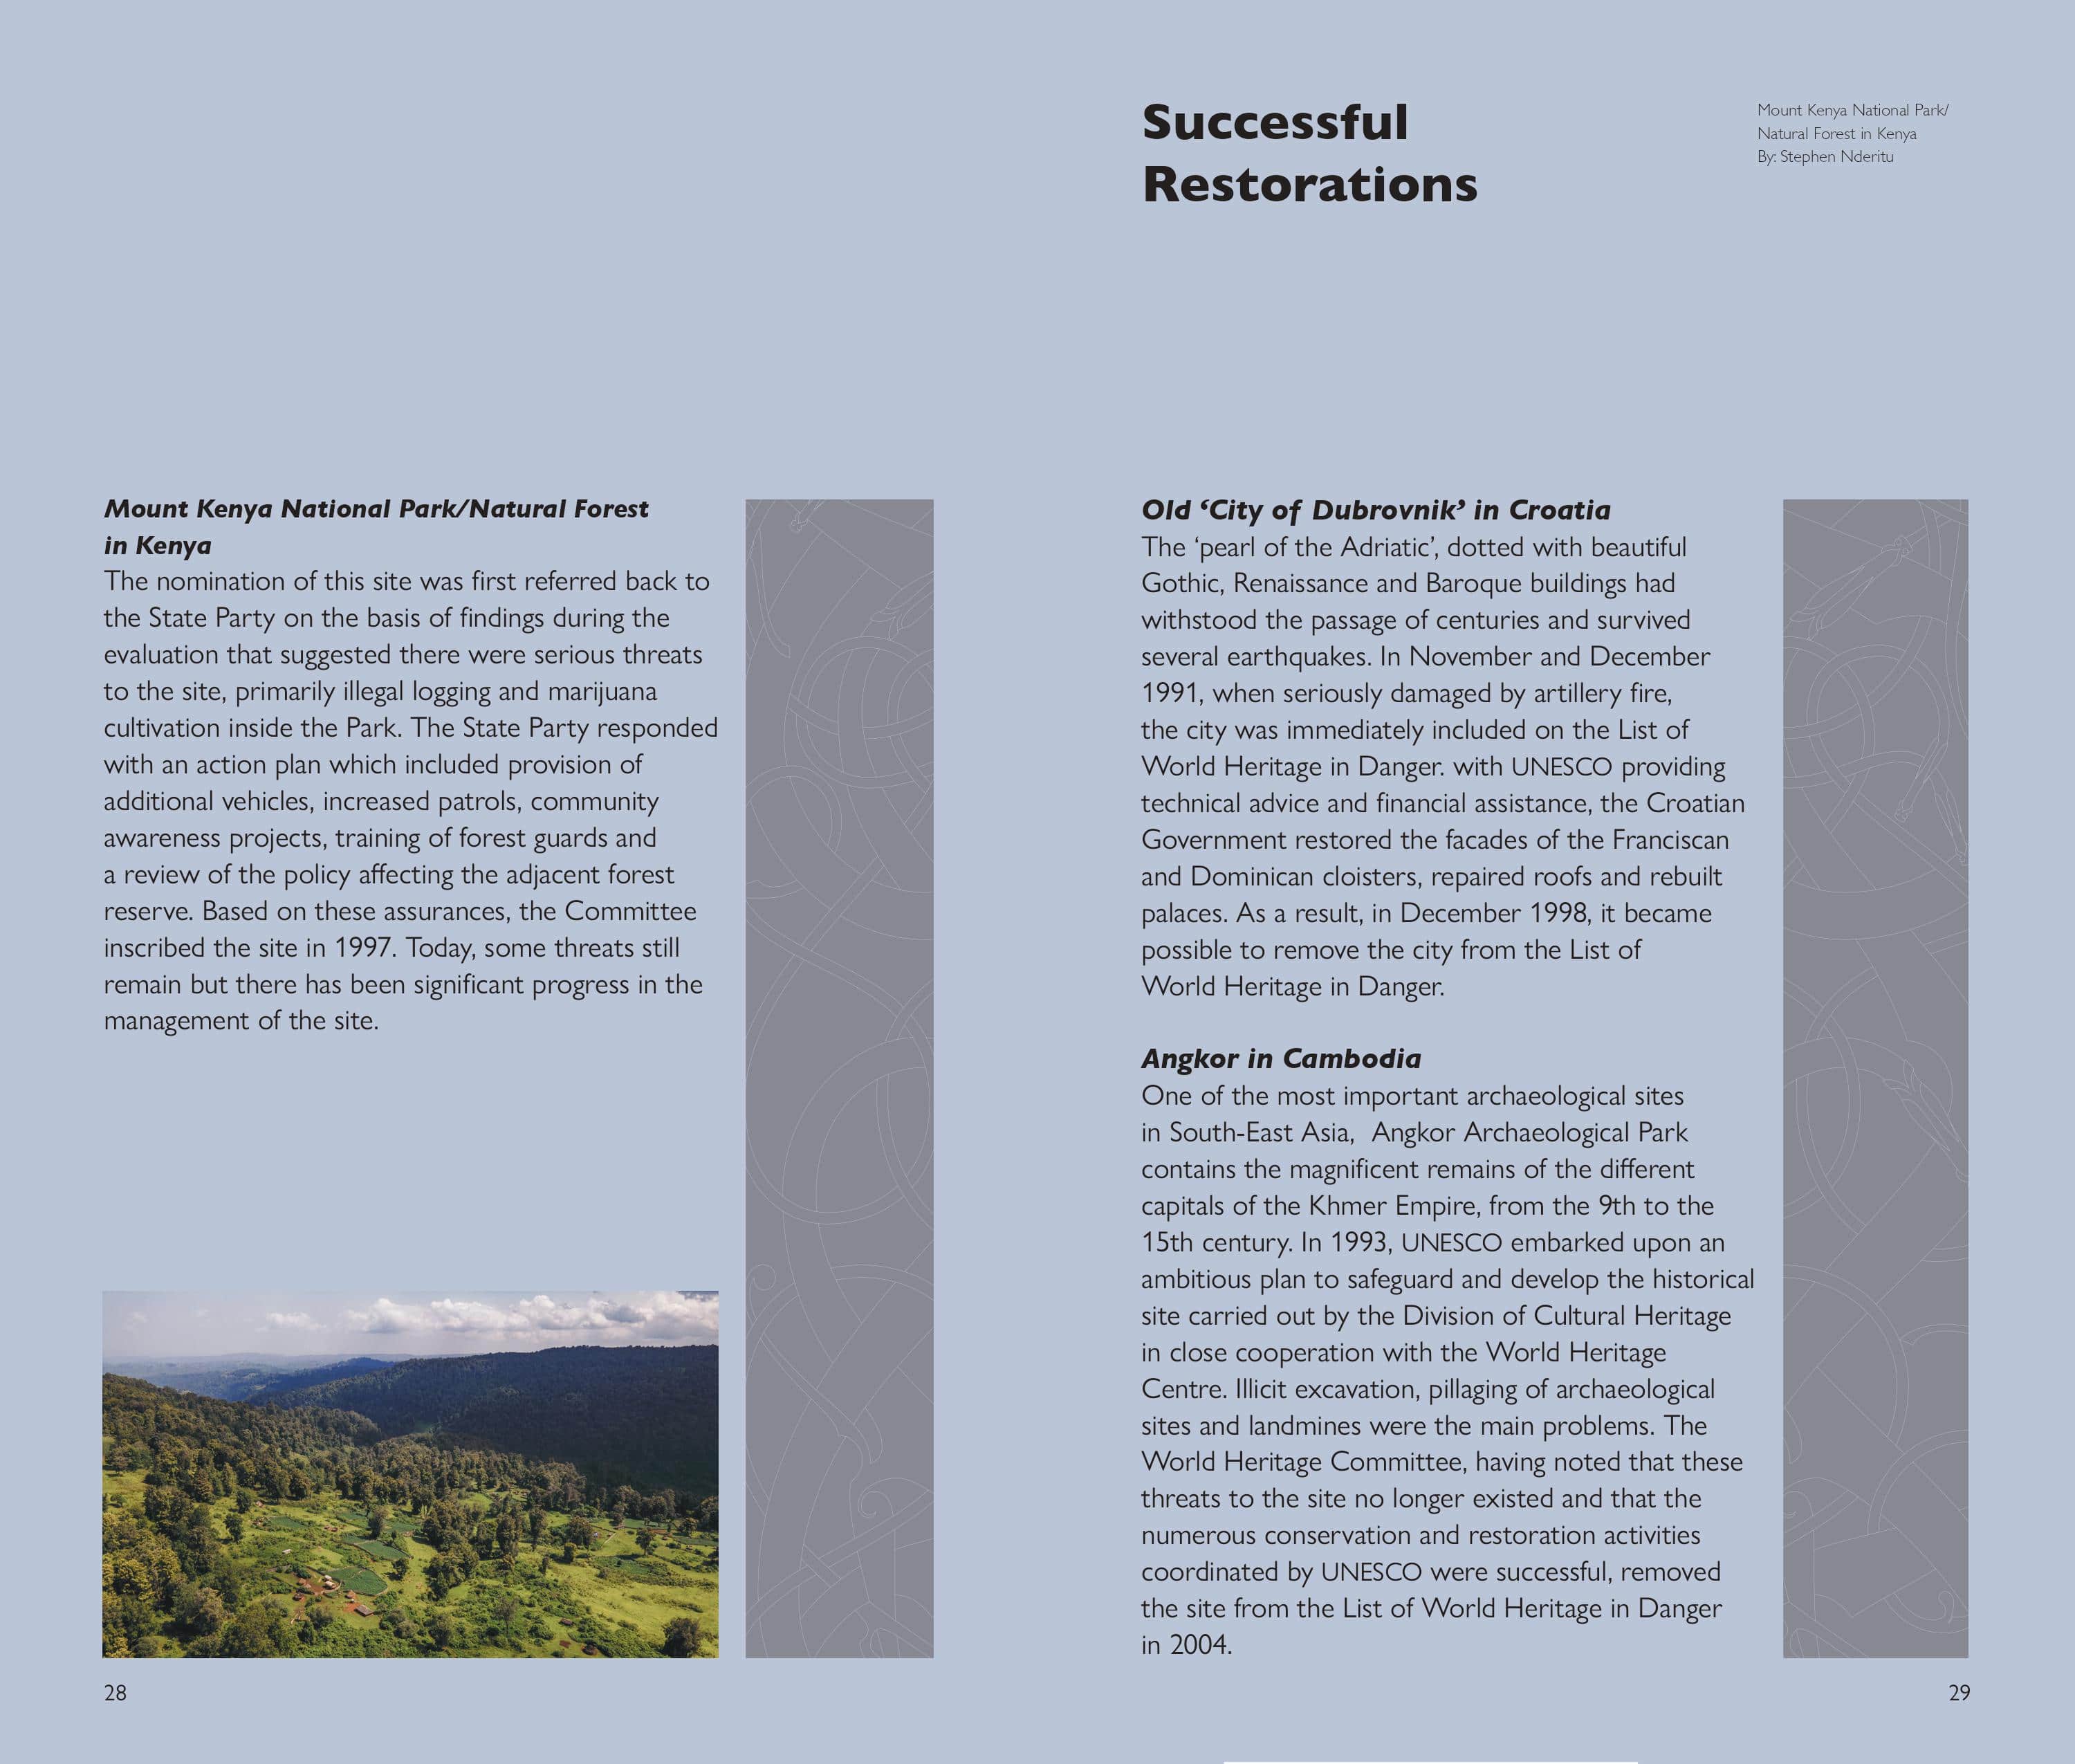 Mount Kenya National Park/Natural Forest
in Kenya
The nomination of this site was first referred back to
the State Party on the basis of findings during the
evaluation that suggested there were serious threats
to the site, primarily illegal logging and marijuana
cultivation inside the Park. The State Party responded
with an action plan which included provision of
additional vehicles, increased patrols, community
awareness projects, training of forest guards and
a review of the policy affecting the adjacent forest
reserve. Based on these assurances, the Committee
inscribed the site in 1997. Today, some threats still
remain but there has been significant progress in the
management of the site.
28
Successful
Restorations
Mount Kenya National Park/
Natural Forest in Kenya
By: Stephen Nderitu
Old ‘City of Dubrovnik’ in Croatia
The ‘pearl of the Adriatic’, dotted with beautiful
Gothic, Renaissance and Baroque buildings had
withstood the passage of centuries and survived
several earthquakes. In November and December
1991, when seriously damaged by artillery fire,
the city was immediately included on the List of
World Heritage in Danger. with UNESCO providing
technical advice and financial assistance, the Croatian
Government restored the facades of the Franciscan
and Dominican cloisters, repaired roofs and rebuilt
palaces. As a result, in December 1998, it became
possible to remove the city from the List of
World Heritage in Danger.
Angkor in Cambodia
One of the most important archaeological sites
in South-East Asia,  Angkor Archaeological Park
contains the magnificent remains of the different
capitals of the Khmer Empire, from the 9th to the
15th century. In 1993, UNESCO embarked upon an
ambitious plan to safeguard and develop the historical
site carried out by the Division of Cultural Heritage
in close cooperation with the World Heritage
Centre. Illicit excavation, pillaging of archaeological
sites and landmines were the main problems. The
World Heritage Committee, having noted that these
threats to the site no longer existed and that the
numerous conservation and restoration activities
coordinated by UNESCO were successful, removed
the site from the List of World Heritage in Danger
in 2004.
29